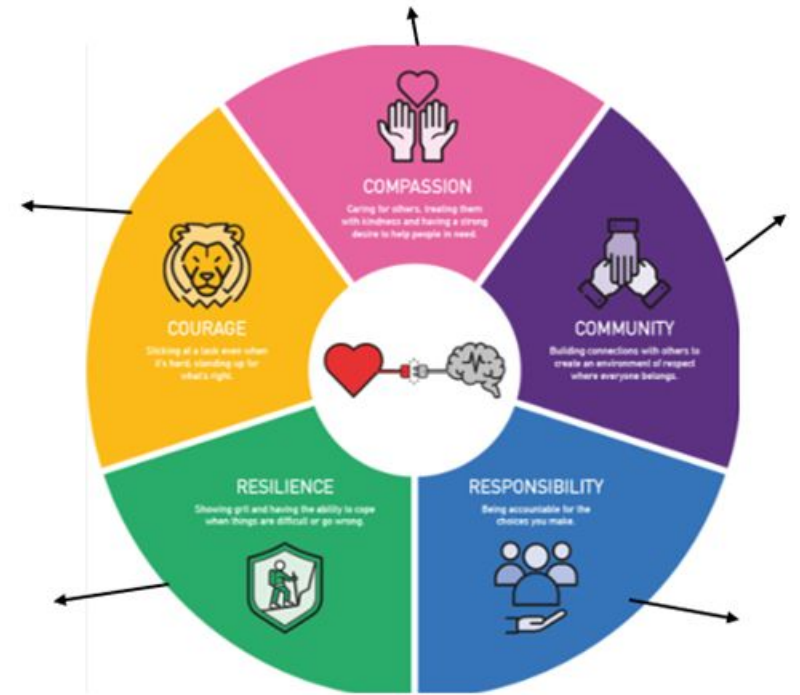 COMPASSION
Caring for others, treating them
with kindness and having a strong
desire to help people in need.
COURAGE
Sticking at a task even when
it's hard, standing up for
what's right.
COMMUNITY
Building connections with others to
create an environment of respect
where everyone belongs.
RESILIENCE
Showing grit and having the ability to cope
when things are difficult or go wrong.
RESPONSIBILITY
Being accountable for the
choices you make.